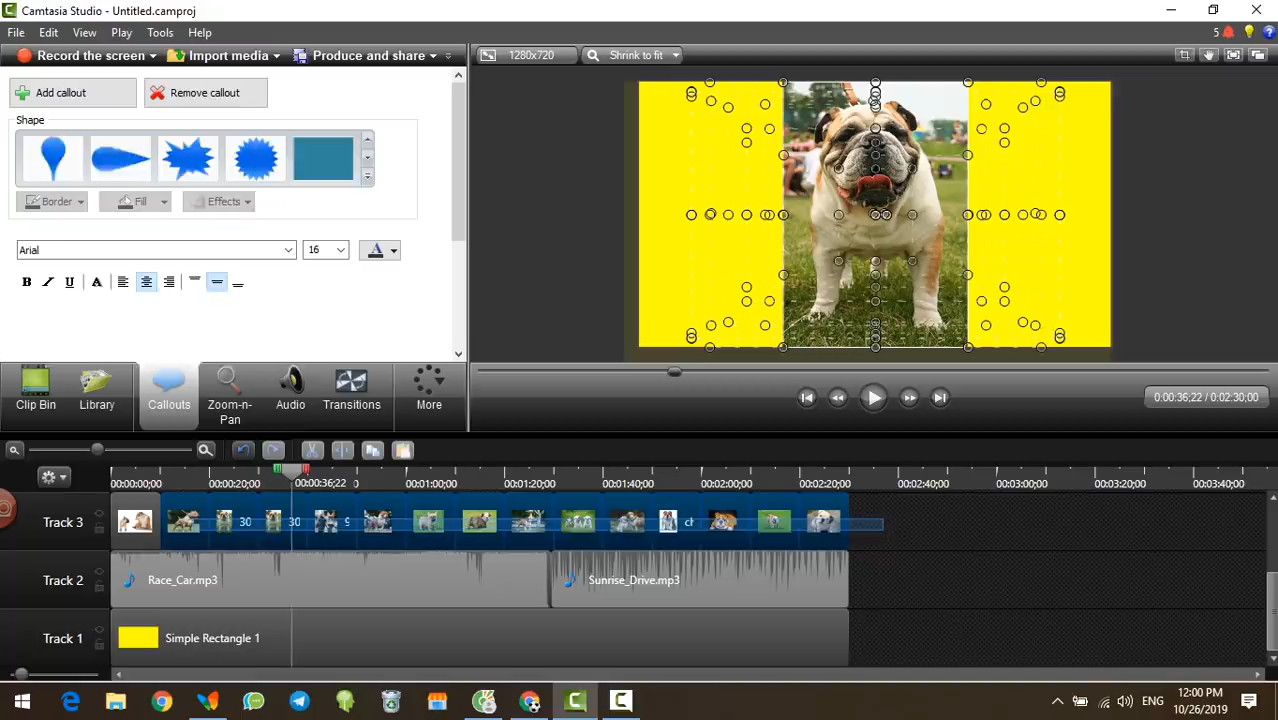 Camtasia Studio - Untitled.camproj
File Edit View Play Tools Help
5
Record the screen Import media Produce and share 1280x720 Shrink to fit
Add callout Remove callout
Shape
Border Fill Effects
Arial 16 A
B I U A
Clip Bin Library Callouts Zoom-n-Pan Audio Transitions More
0:00:36;22 / 0:02:30;00
00:00:00;00 00:00:20;00 00:00:36;22 0 00:01:00;00 00:01:20;00 00:01:40;00 00:02:00;00 00:02:20;00 00:02:40;00 00:03:00;00 00:03:20;00 00:03:40;00
Track 3 30 30 9
Track 2 Race_Car.mp3 Sunrise_Drive.mp3
Track 1 Simple Rectangle 1
ENG 12:00 PM
10/26/2019